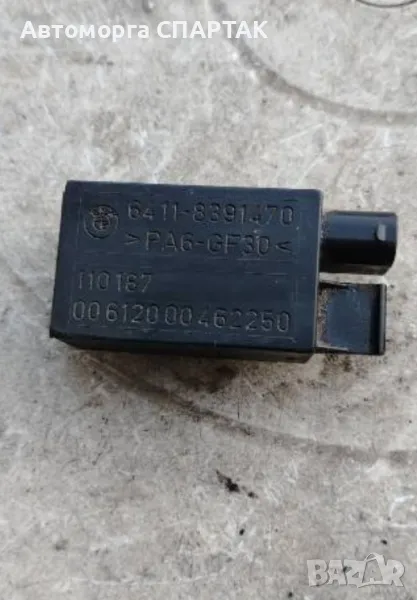 Автоморга СПАРТАК
6411-8391470
>PA6-GF30<
110187
00612000462250
BAZAR